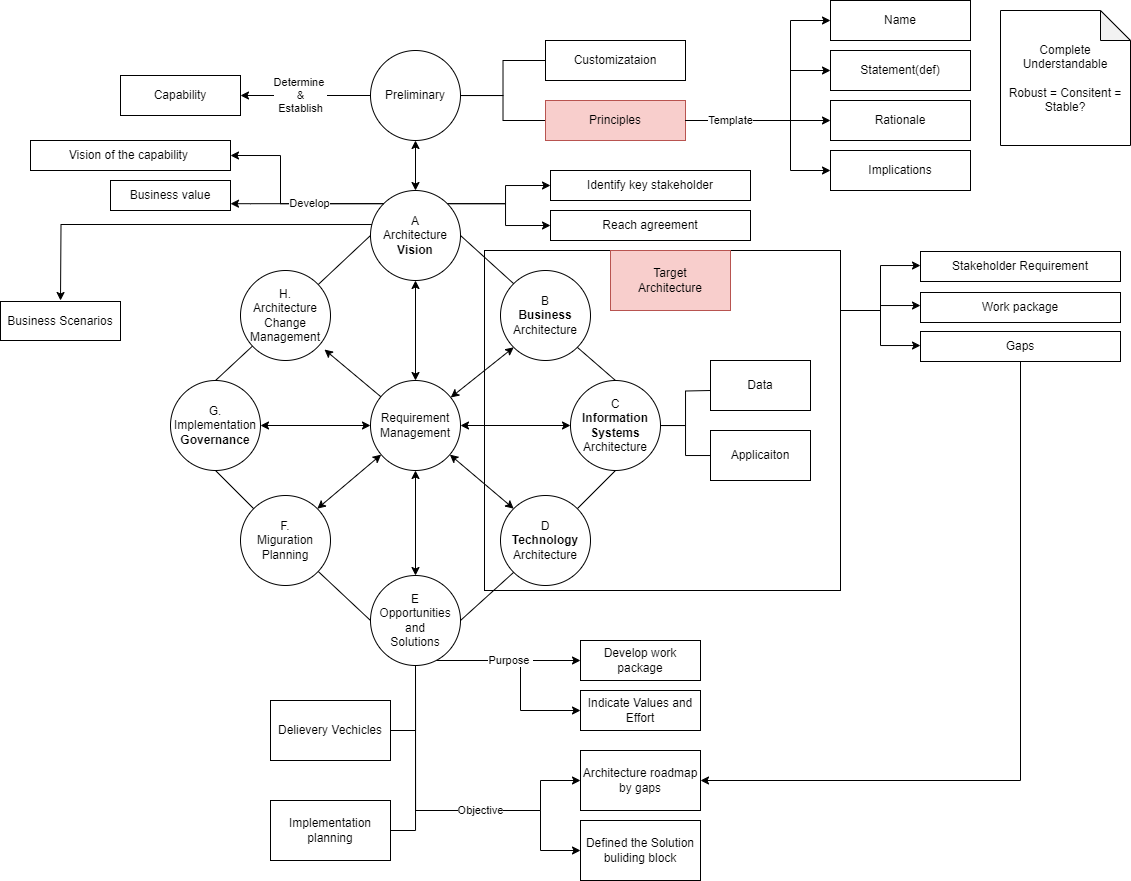 Name
Complete
Understandable
Robust = Consitent =
Stable?
Customizataion
Statement(def)
Determine
&
Establish
Capability
Preliminary
Principles
Template
Rationale
Vision of the capability
Implications
Business value
Develop
Identify key stakeholder
A
Architecture
Vision
Reach agreement
Target
Architecture
Stakeholder Requirement
Work package
Gaps
Business Scenarios
H.
Architecture
Change
Management
B
Business
Architecture
Data
G.
Implementation
Governance
Requirement
Management
C
Information
Systems
Architecture
Applicaiton
F.
Miguration
Planning
D
Technology
Architecture
E
Opportunities
and
Solutions
Purpose
Develop work
package
Indicate Values and
Effort
Delievery Vechicles
Architecture roadmap
by gaps
Objective
Implementation
planning
Defined the Solution
buliding block